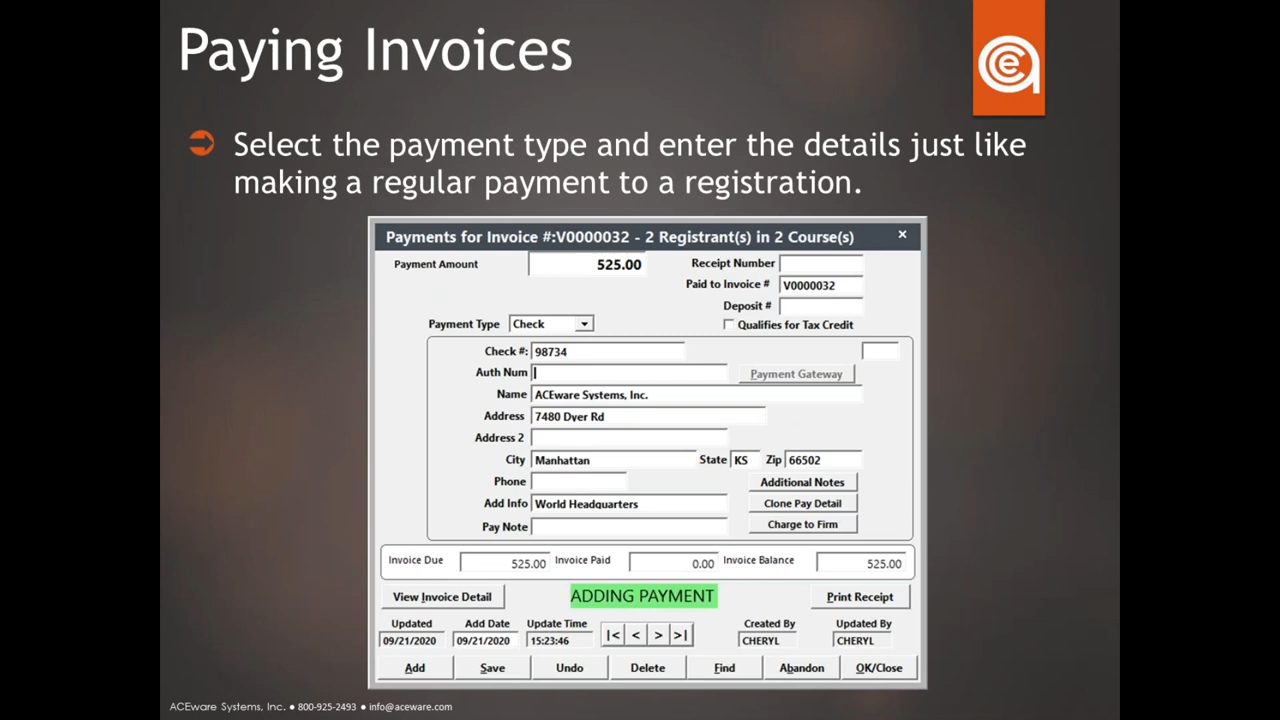 Paying Invoices
Select the payment type and enter the details just like
making a regular payment to a registration.
Payments for Invoice #:V0000032 - 2 Registrant(s) in 2 Course(s)
Payment Amount 525.00 Receipt Number
Paid to Invoice # V0000032
Deposit #
Payment Type Check Qualifies for Tax Credit
Check #: 98734
Auth Num Payment Gateway
Name ACEware Systems, Inc.
Address 7480 Dyer Rd
Address 2
City Manhattan State KS Zip 66502
Phone Additional Notes
Add Info World Headquarters Clone Pay Detail
Pay Note Charge to Firm
Invoice Due 525.00 Invoice Paid 0.00 Invoice Balance 525.00
View Invoice Detail ADDING PAYMENT Print Receipt
Updated Add Date Update Time Created By Updated By
09/21/2020 09/21/2020 15:23:46 |< < > >| CHERYL CHERYL
Add Save Undo Delete Find Abandon OK/Close
ACEware Systems, Inc. ● 800-925-2493 ● info@aceware.com